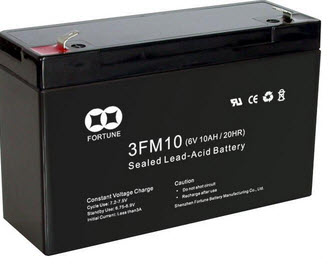 FORTUNE
3FM10 (6V 10AH / 20HR)
Sealed Lead-Acid Battery
Constant Voltage Charge
Cycle Use: 7.2-7.5V
Standby Use: 6.75-6.9V
Initial Current: Less than3A
Caution
Do not short circuit
Recharge after use
Shenzhen Fortune Battery Manufacturing Co., Ltd